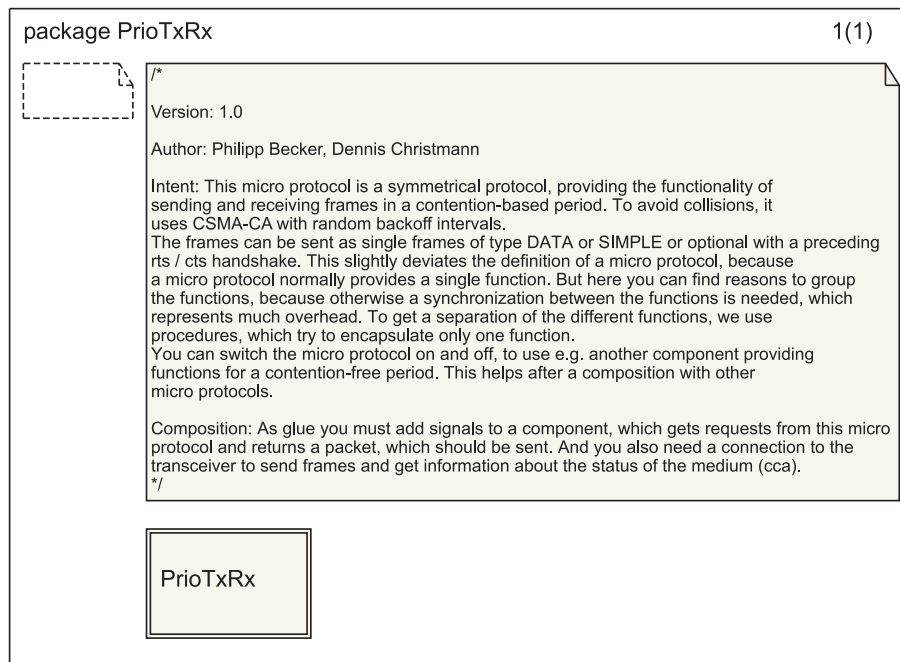 package PrioTxRx 1(1)
/*
Version: 1.0
Author: Philipp Becker, Dennis Christmann
Intent: This micro protocol is a symmetrical protocol, providing the functionality of
sending and receiving frames in a contention-based period. To avoid collisions, it
uses CSMA-CA with random backoff intervals.
The frames can be sent as single frames of type DATA or SIMPLE or optional with a preceding
rts / cts handshake. This slightly deviates the definition of a micro protocol, because
a micro protocol normally provides a single function. But here you can find reasons to group
the functions, because otherwise a synchronization between the functions is needed, which
represents much overhead. To get a separation of the different functions, we use
procedures, which try to encapsulate only one function.
You can switch the micro protocol on and off, to use e.g. another component providing
functions for a contention-free period. This helps after a composition with other
micro protocols.
Composition: As glue you must add signals to a component, which gets requests from this micro
protocol and returns a packet, which should be sent. And you also need a connection to the
transceiver to send frames and get information about the status of the medium (cca).
*/
PrioTxRx